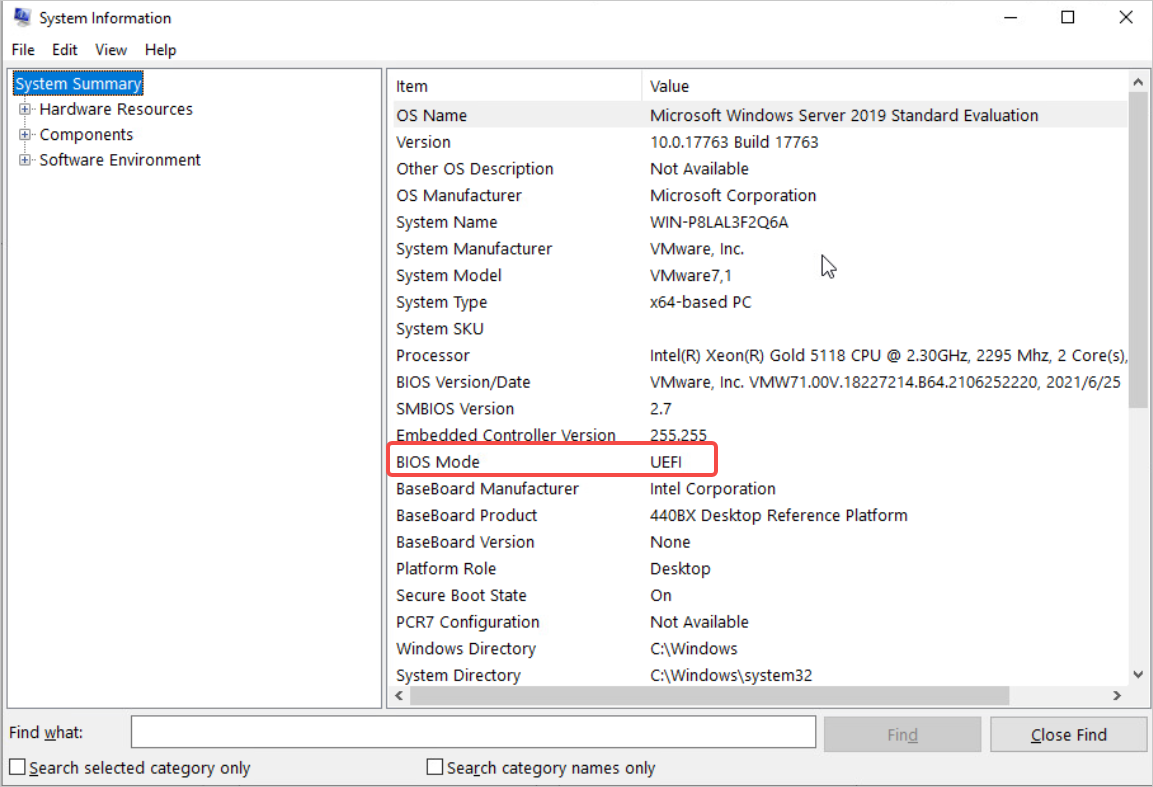 System Information
File Edit View Help
System Summary
Hardware Resources
Components
Software Environment
Item Value
OS Name Microsoft Windows Server 2019 Standard Evaluation
Version 10.0.17763 Build 17763
Other OS Description Not Available
OS Manufacturer Microsoft Corporation
System Name WIN-P8LAL3F2Q6A
System Manufacturer VMware, Inc.
System Model VMware7,1
System Type x64-based PC
System SKU
Processor Intel(R) Xeon(R) Gold 5118 CPU @ 2.30GHz, 2295 Mhz, 2 Core(s),
BIOS Version/Date VMware, Inc. VMW71.00V.18227214.B64.2106252220, 2021/6/25
SMBIOS Version 2.7
Embedded Controller Version 255.255
BIOS Mode UEFI
BaseBoard Manufacturer Intel Corporation
BaseBoard Product 440BX Desktop Reference Platform
BaseBoard Version None
Platform Role Desktop
Secure Boot State On
PCR7 Configuration Not Available
Windows Directory C:\Windows
System Directory C:\Windows\system32
Find what: Find Close Find
Search selected category only Search category names only